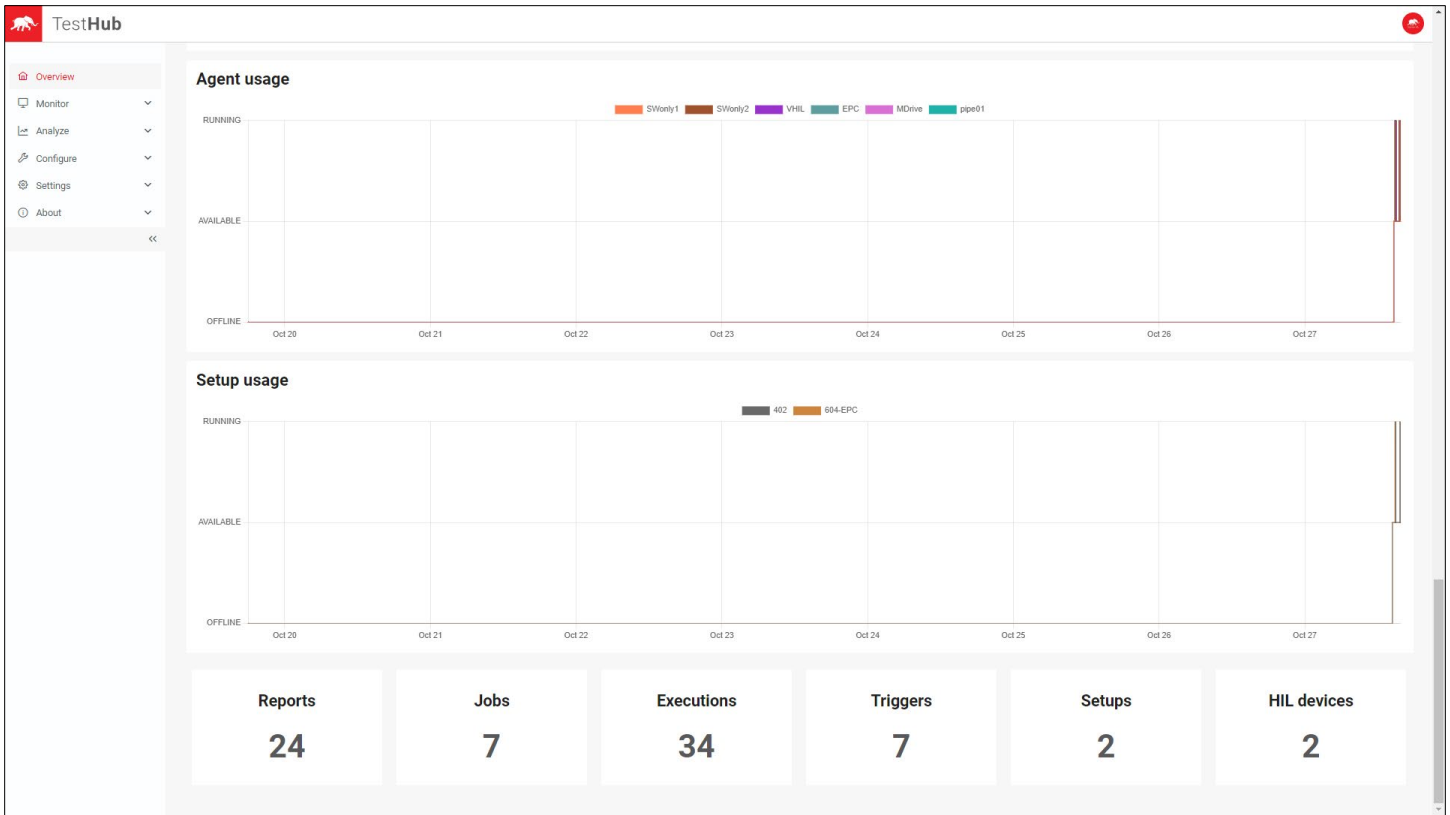 TestHub
Overview
Monitor
Analyze
Configure
Settings
About
Agent usage
SWonly1 SWonly2 VHIL EPC MDrive pipe01
RUNNING
AVAILABLE
OFFLINE
Oct 20 Oct 21 Oct 22 Oct 23 Oct 24 Oct 25 Oct 26 Oct 27
Setup usage
402 604-EPC
RUNNING
AVAILABLE
OFFLINE
Oct 20 Oct 21 Oct 22 Oct 23 Oct 24 Oct 25 Oct 26 Oct 27
Reports Jobs Executions Triggers Setups HIL devices
24 7 34 7 2 2